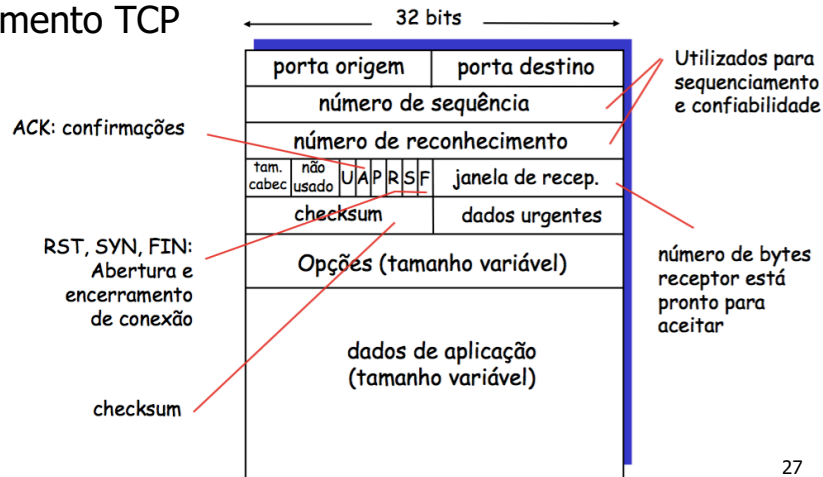 mento TCP
32 bits
porta origem
porta destino
número de sequência
número de reconhecimento
tam.
cabec
não
usado
U A P R S F
janela de recep.
checksum
dados urgentes
Opções (tamanho variável)
dados de aplicação
(tamanho variável)
ACK: confirmações
RST, SYN, FIN:
Abertura e
encerramento
de conexão
checksum
Utilizados para
sequenciamento
e confiabilidade
número de bytes
receptor está
pronto para
aceitar
27